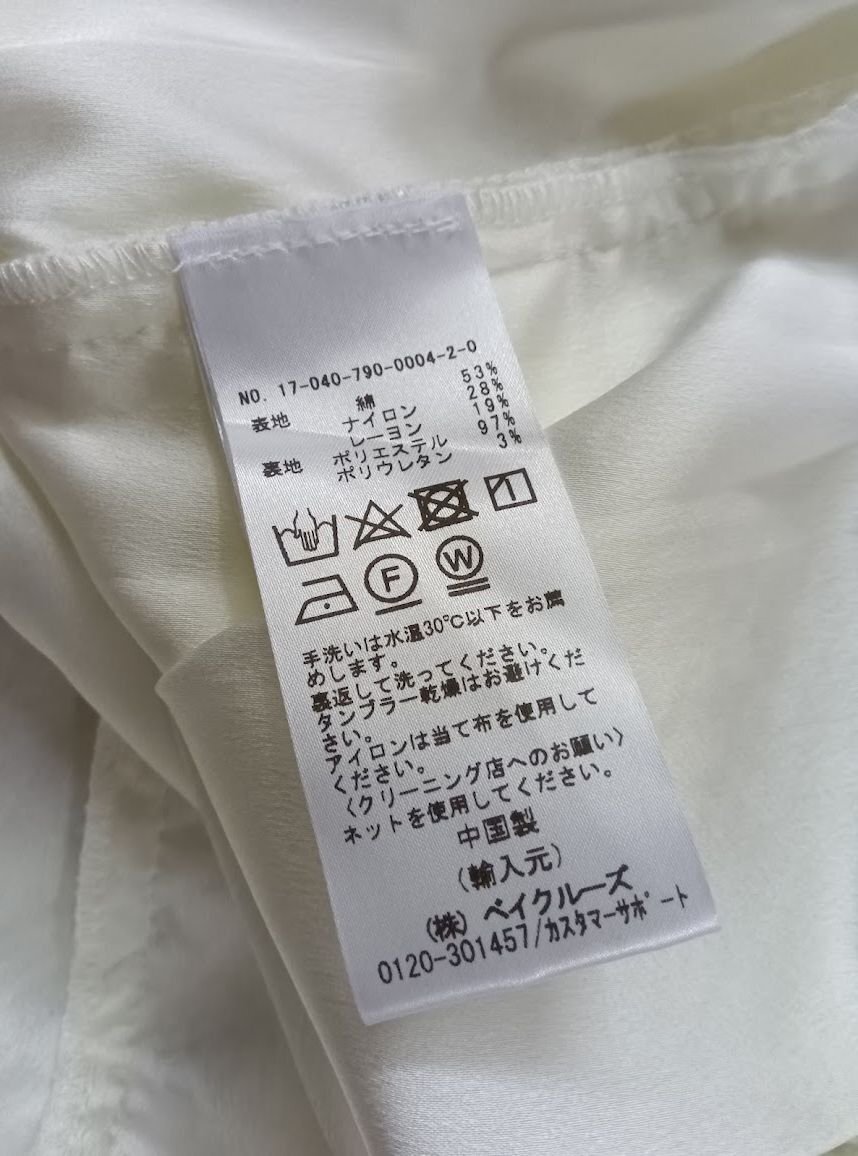 NO. 17-040-790-0004-2-0
表地 綿 53%
ナイロン 28%
レーヨン 19%
裏地 ポリエステル 97%
ポリウレタン 3%
F W
手洗いは水温30℃以下をお薦
めします。
裏返して洗ってください。
タンブラー乾燥はお避けくだ
さい。
アイロンは当て布を使用して
ください。
〈クリーニング店へのお願い〉
ネットを使用してください。
中国製
(輸入元)
(株) ベイクルーズ
0120-301457/カスタマーサポート